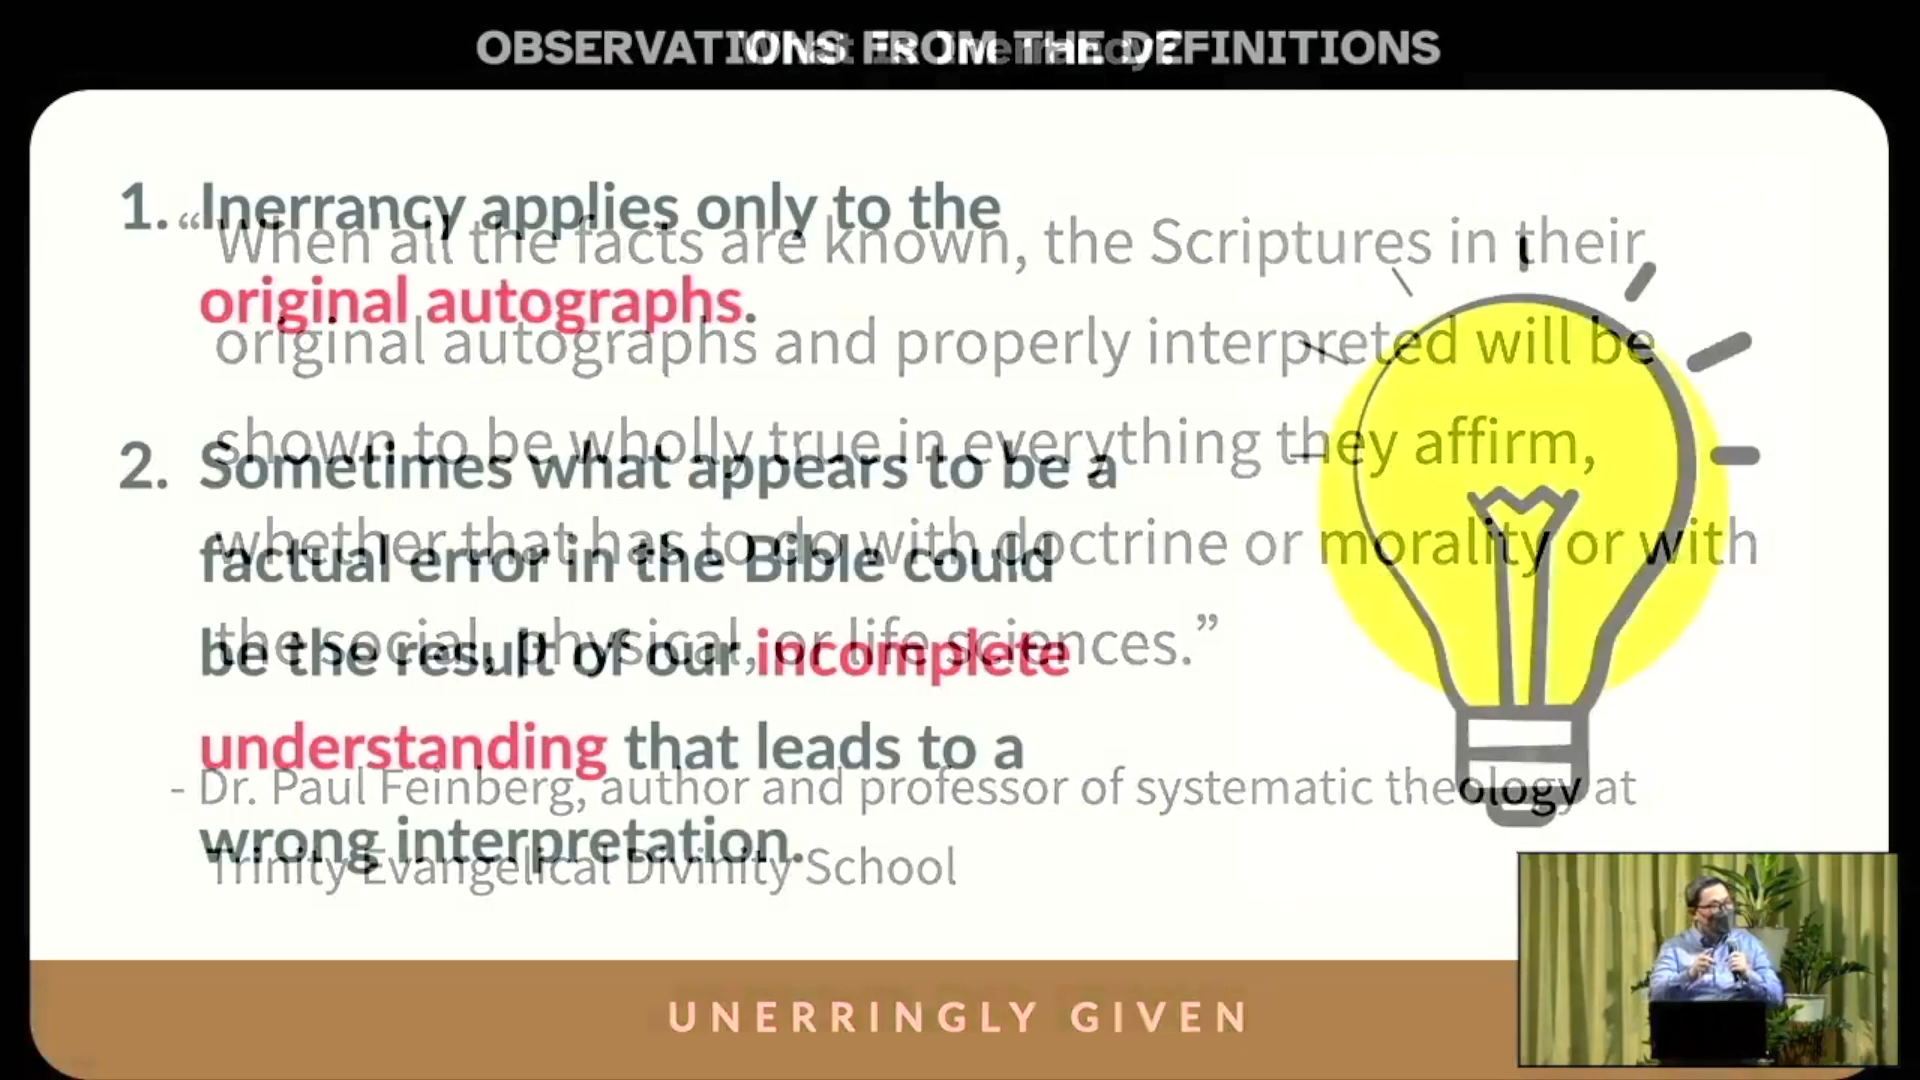 OBSERVATIONS FROM THE DEFINITIONS
What Is Inerrancy?
1. Inerrancy applies only to the
original autographs.
2. Sometimes what appears to be a
factual error in the Bible could
be the result of our incomplete
understanding that leads to a
wrong interpretation.
“When all the facts are known, the Scriptures in their
original autographs and properly interpreted will be
shown to be wholly true in everything they affirm,
whether that has to do with doctrine or morality or with
the social, physical, or life sciences.”
- Dr. Paul Feinberg, author and professor of systematic theology at
Trinity Evangelical Divinity School
UNERRINGLY GIVEN